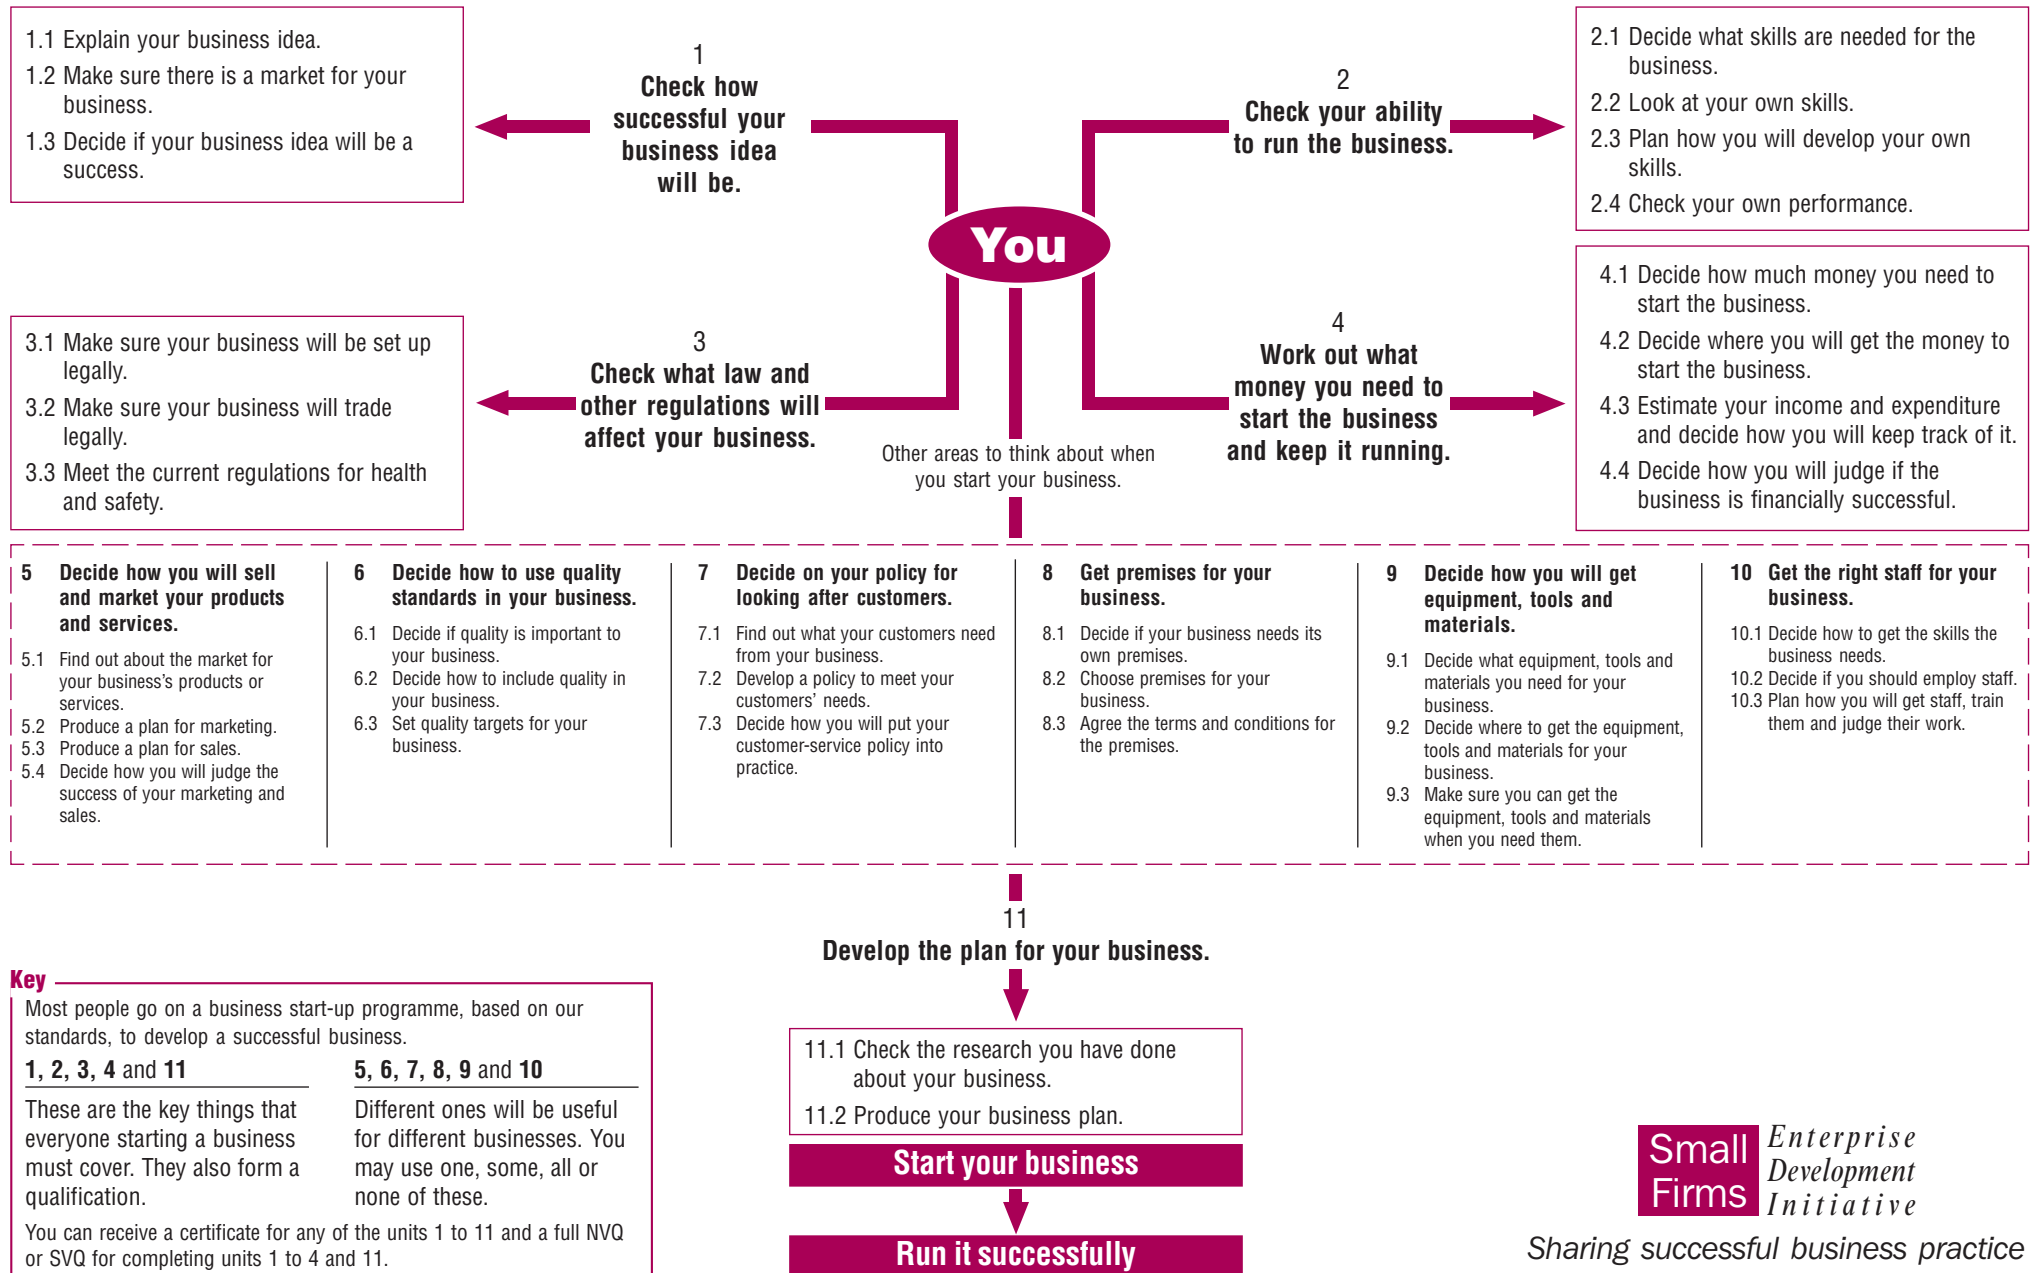 1.1 Explain your business idea.
1.2 Make sure there is a market for your
business.
1.3 Decide if your business idea will be a
success.
1
Check how
successful your
business idea
will be.
2
Check your ability
to run the business.
2.1 Decide what skills are needed for the
business.
2.2 Look at your own skills.
2.3 Plan how you will develop your own
skills.
2.4 Check your own performance.
You
3.1 Make sure your business will be set up
legally.
3.2 Make sure your business will trade
legally.
3.3 Meet the current regulations for health
and safety.
3
Check what law and
other regulations will
affect your business.
4
Work out what
money you need to
start the business
and keep it running.
4.1 Decide how much money you need to
start the business.
4.2 Decide where you will get the money to
start the business.
4.3 Estimate your income and expenditure
and decide how you will keep track of it.
4.4 Decide how you will judge if the
business is financially successful.
Other areas to think about when
you start your business.
5 Decide how you will sell
and market your products
and services.
5.1 Find out about the market for
your business's products or
services.
5.2 Produce a plan for marketing.
5.3 Produce a plan for sales.
5.4 Decide how you will judge the
success of your marketing and
sales.
6 Decide how to use quality
standards in your business.
6.1 Decide if quality is important to
your business.
6.2 Decide how to include quality in
your business.
6.3 Set quality targets for your
business.
7 Decide on your policy for
looking after customers.
7.1 Find out what your customers need
from your business.
7.2 Develop a policy to meet your
customers' needs.
7.3 Decide how you will put your
customer-service policy into
practice.
8 Get premises for your
business.
8.1 Decide if your business needs its
own premises.
8.2 Choose premises for your
business.
8.3 Agree the terms and conditions for
the premises.
9 Decide how you will get
equipment, tools and
materials.
9.1 Decide what equipment, tools and
materials you need for your
business.
9.2 Decide where to get the equipment,
tools and materials for your
business.
9.3 Make sure you can get the
equipment, tools and materials
when you need them.
10 Get the right staff for your
business.
10.1 Decide how to get the skills the
business needs.
10.2 Decide if you should employ staff.
10.3 Plan how you will get staff, train
them and judge their work.
11
Develop the plan for your business.
11.1 Check the research you have done
about your business.
11.2 Produce your business plan.
Start your business
Run it successfully
Key
Most people go on a business start-up programme, based on our
standards, to develop a successful business.
1, 2, 3, 4 and 11
These are the key things that
everyone starting a business
must cover. They also form a
qualification.
5, 6, 7, 8, 9 and 10
Different ones will be useful
for different businesses. You
may use one, some, all or
none of these.
You can receive a certificate for any of the units 1 to 11 and a full NVQ
or SVQ for completing units 1 to 4 and 11.
Small
Firms
Enterprise
Development
Initiative
Sharing successful business practice